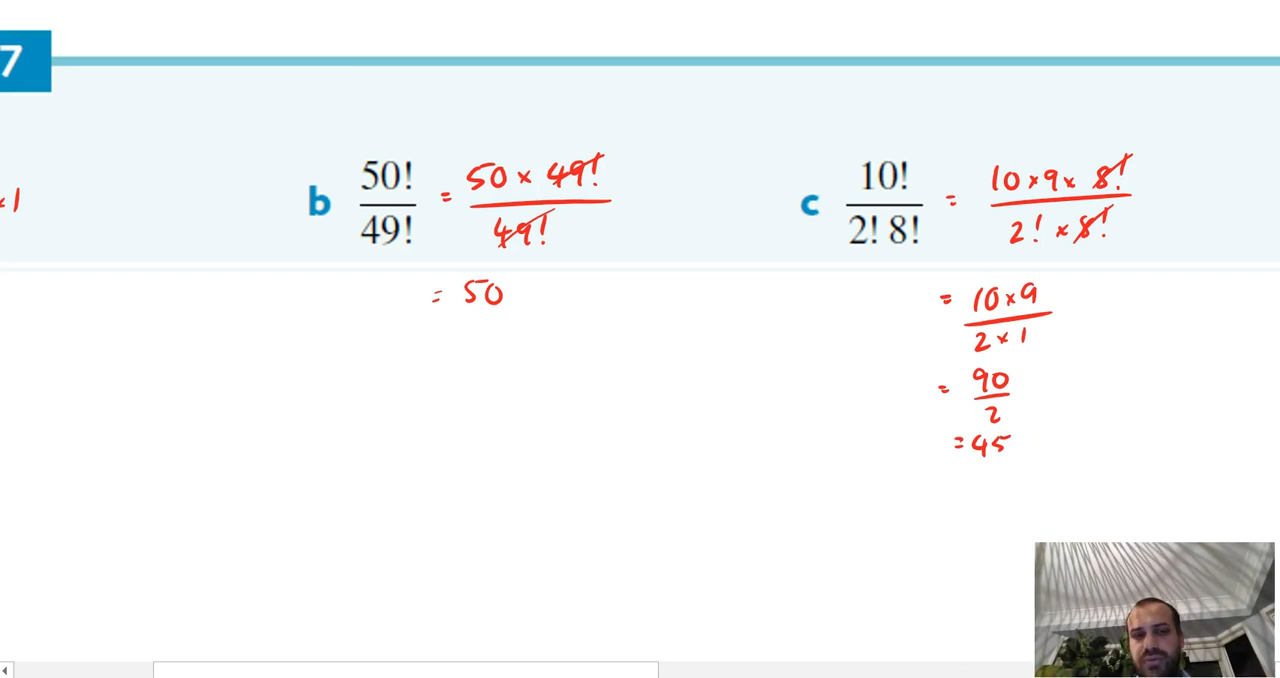 7
×1
b 50!/49! = 50 × 49!/49!
= 50
c 10!/2! 8! = 10 × 9 × 8!/2! × 8!
= 10 × 9/2 × 1
= 90/2
= 45